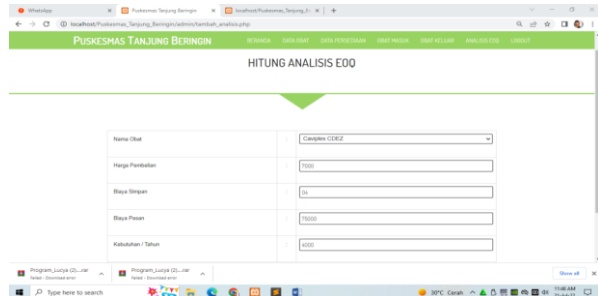 WhatsApp
Puskesmas Tanjung Beringin
localhost/Puskesmas_Tanjung_B
localhost/Puskesmas_Tanjung_Beringin/admin/tambah_analisis.php
PUSKESMAS TANJUNG BERINGIN
BERANDA DATA OBAT DATA PERSEDIAAN OBAT MASUK OBAT KELUAR ANALISIS EOQ LOGOUT
HITUNG ANALISIS EOQ
Nama Obat : Caviplex CDEZ
Harga Pembelian : 7000
Biaya Simpan : 04
Biaya Pesan : 75000
Kebutuhan / Tahun : 4000
Program_Lucya (2)....rar
Failed - Download error
Program_Lucya (2)....rar
Failed - Download error
Show all
Type here to search
30°C Cerah
11:46 AM